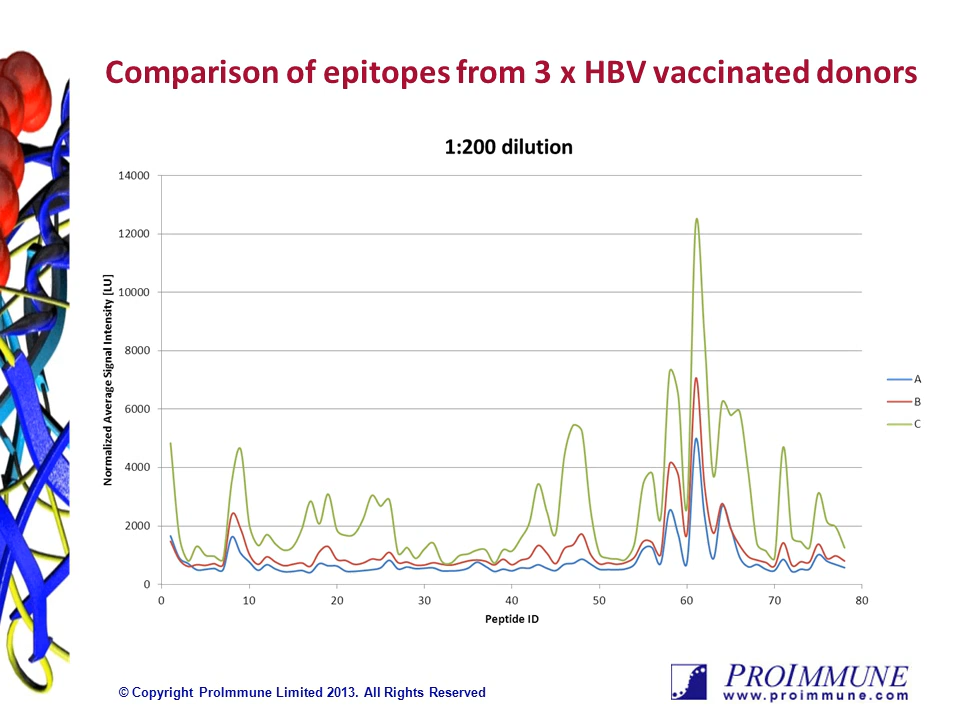 Comparison of epitopes from 3 x HBV vaccinated donors
1:200 dilution
Normalized Average Signal Intensity [LU]
14000
12000
10000
8000
6000
4000
2000
0
0 10 20 30 40 50 60 70 80
Peptide ID
A
B
C
© Copyright ProImmune Limited 2013. All Rights Reserved
PROIMMUNE
www.proimmune.com